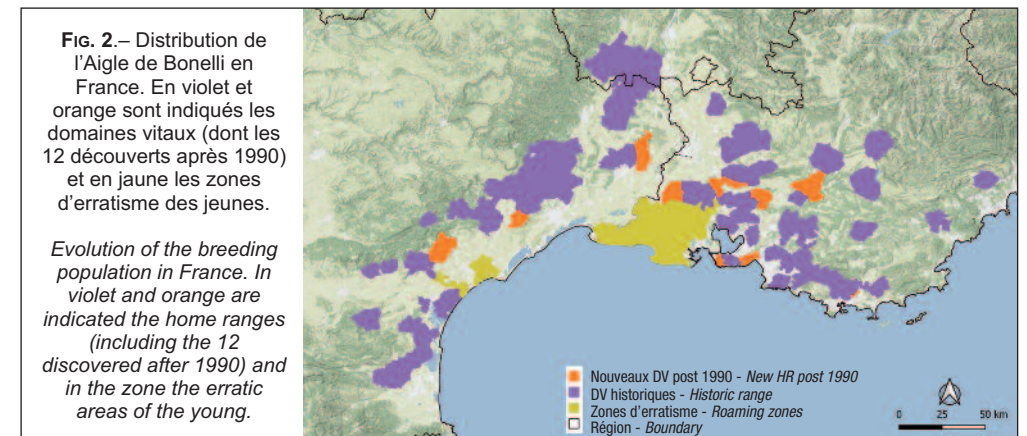 FIG. 2.– Distribution de
l'Aigle de Bonelli en
France. En violet et
orange sont indiqués les
domaines vitaux (dont les
12 découverts après 1990)
et en jaune les zones
d'erratisme des jeunes.
Evolution of the breeding
population in France. In
violet and orange are
indicated the home ranges
(including the 12
discovered after 1990) and
in the zone the erratic
areas of the young.
Nouveaux DV post 1990 - New HR post 1990
DV historiques - Historic range
Zones d'erratisme - Roaming zones
Région - Boundary
0 25 50 km